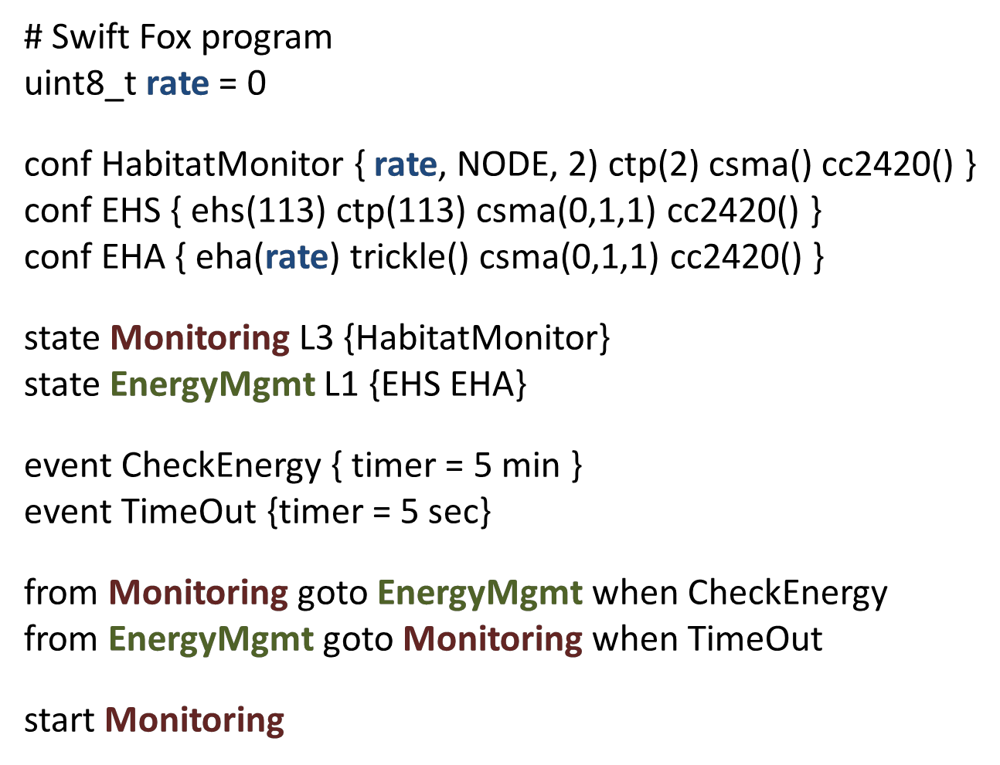 # Swift Fox program
uint8_t rate = 0
conf HabitatMonitor { rate, NODE, 2) ctp(2) csma() cc2420() }
conf EHS { ehs(113) ctp(113) csma(0,1,1) cc2420() }
conf EHA { eha(rate) trickle() csma(0,1,1) cc2420() }
state Monitoring L3 {HabitatMonitor}
state EnergyMgmt L1 {EHS EHA}
event CheckEnergy { timer = 5 min }
event TimeOut {timer = 5 sec}
from Monitoring goto EnergyMgmt when CheckEnergy
from EnergyMgmt goto Monitoring when TimeOut
start Monitoring